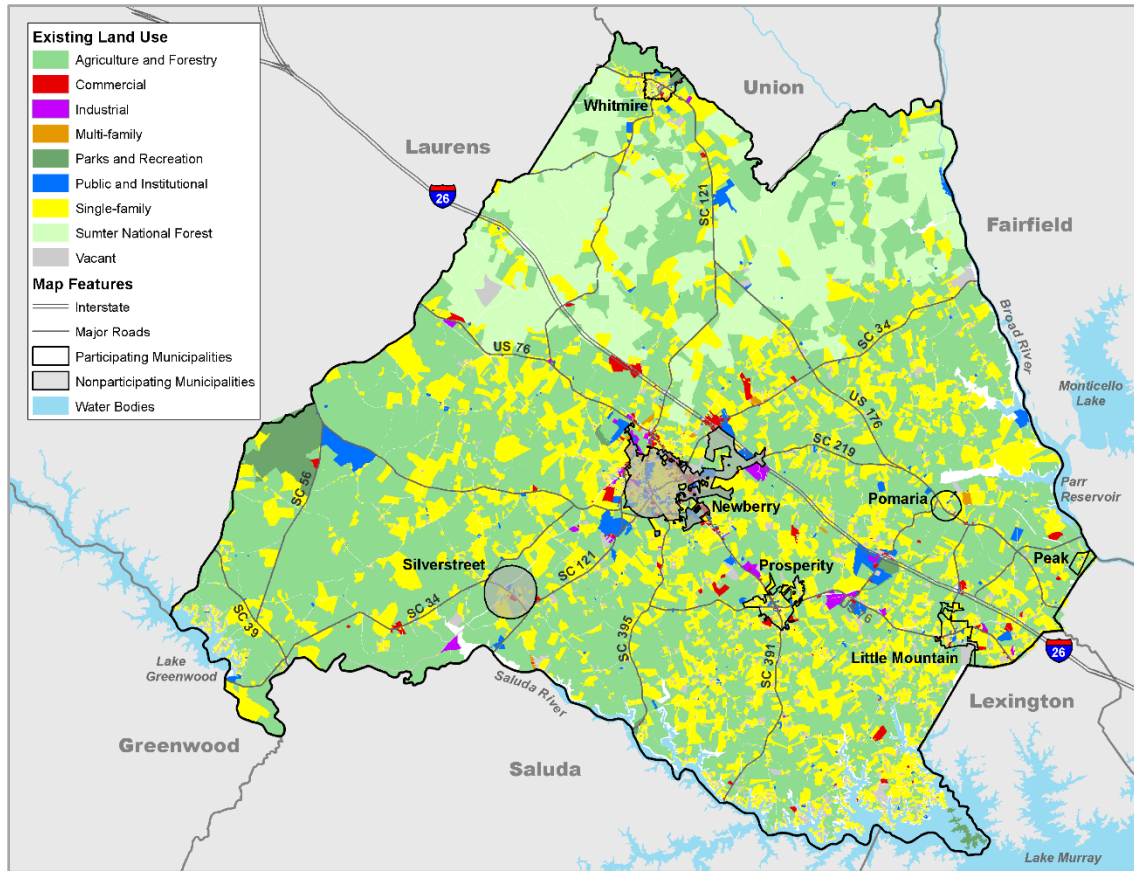 Existing Land Use
Agriculture and Forestry
Commercial
Industrial
Multi-family
Parks and Recreation
Public and Institutional
Single-family
Sumter National Forest
Vacant
Map Features
Interstate
Major Roads
Participating Municipalities
Nonparticipating Municipalities
Water Bodies
Union
Whitmire
Laurens
26
SC 121
Fairfield
Broad River
SC 34
US 76
Monticello
Lake
US 176
SC 219
SC 56
Parr
Reservoir
Pomaria
Newberry
Peak
Prosperity
Silverstreet
SC 121
SC 34
US 76
SC 395
SC 39
Little Mountain
26
SC 391
Lake
Greenwood
Saluda River
Lexington
Greenwood
Saluda
Lake Murray